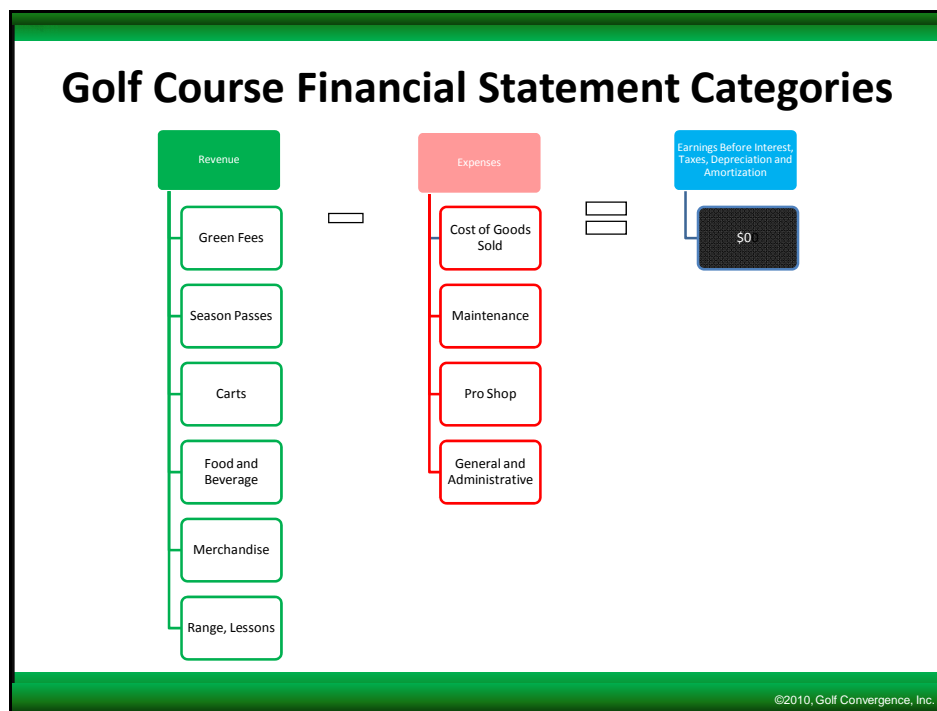 Golf Course Financial Statement Categories
Revenue
Green Fees
Season Passes
Carts
Food and
Beverage
Merchandise
Range, Lessons
Expenses
Cost of Goods
Sold
Maintenance
Pro Shop
General and
Administrative
Earnings Before Interest,
Taxes, Depreciation and
Amortization
$0
©2010, Golf Convergence, Inc.